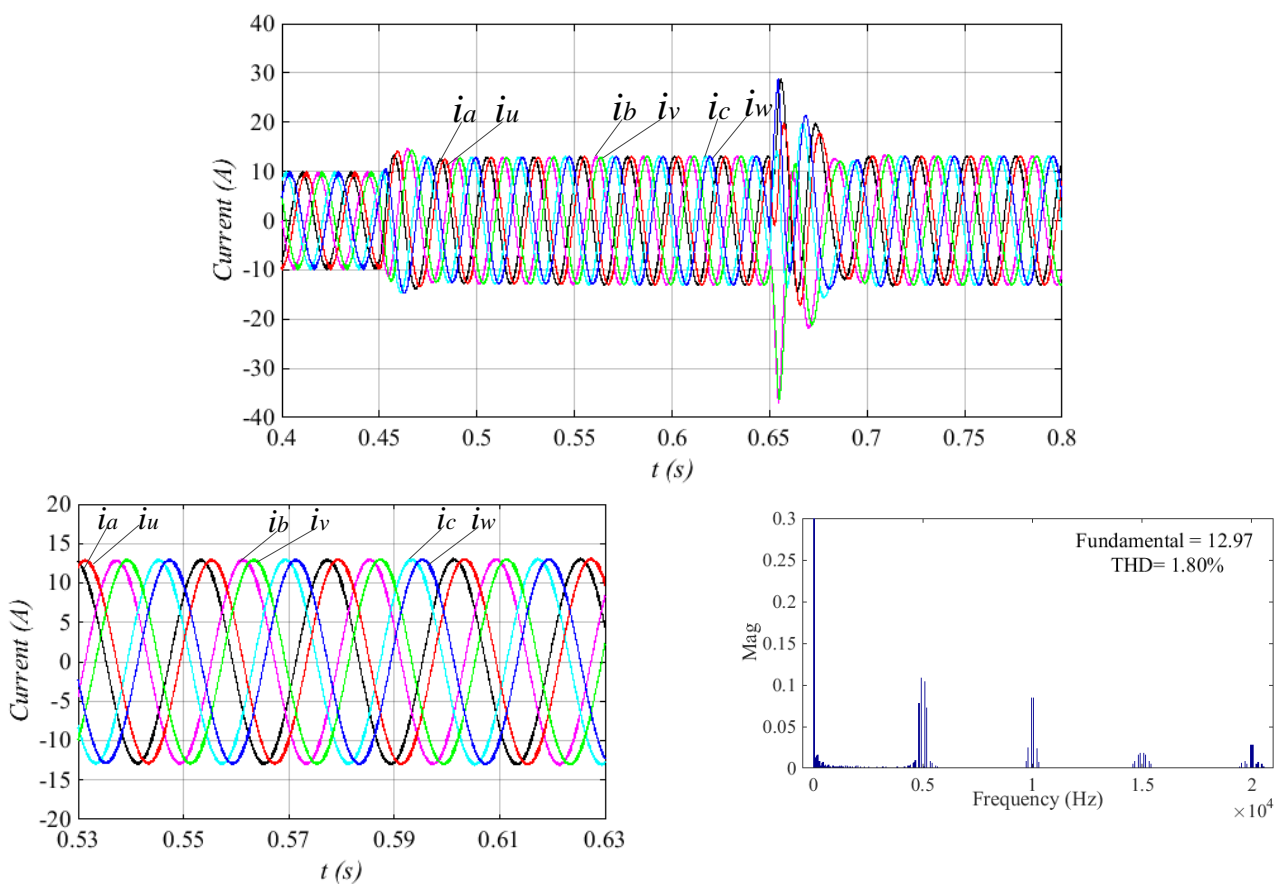 40
30
20
10
0
-10
-20
-30
-40
Current (A)
ia iu ib iv ic iw
0.4 0.45 0.5 0.55 0.6 0.65 0.7 0.75 0.8
t (s)
20
15
10
5
0
-5
-10
-15
-20
Current (A)
ia iu ib iv ic iw
0.53 0.55 0.57 0.59 0.61 0.63
t (s)
0.3
0.25
0.2
0.15
0.1
0.05
0
Mag
Fundamental = 12.97
THD= 1.80%
0 0.5 1 1.5 2
Frequency (Hz)
×10⁴